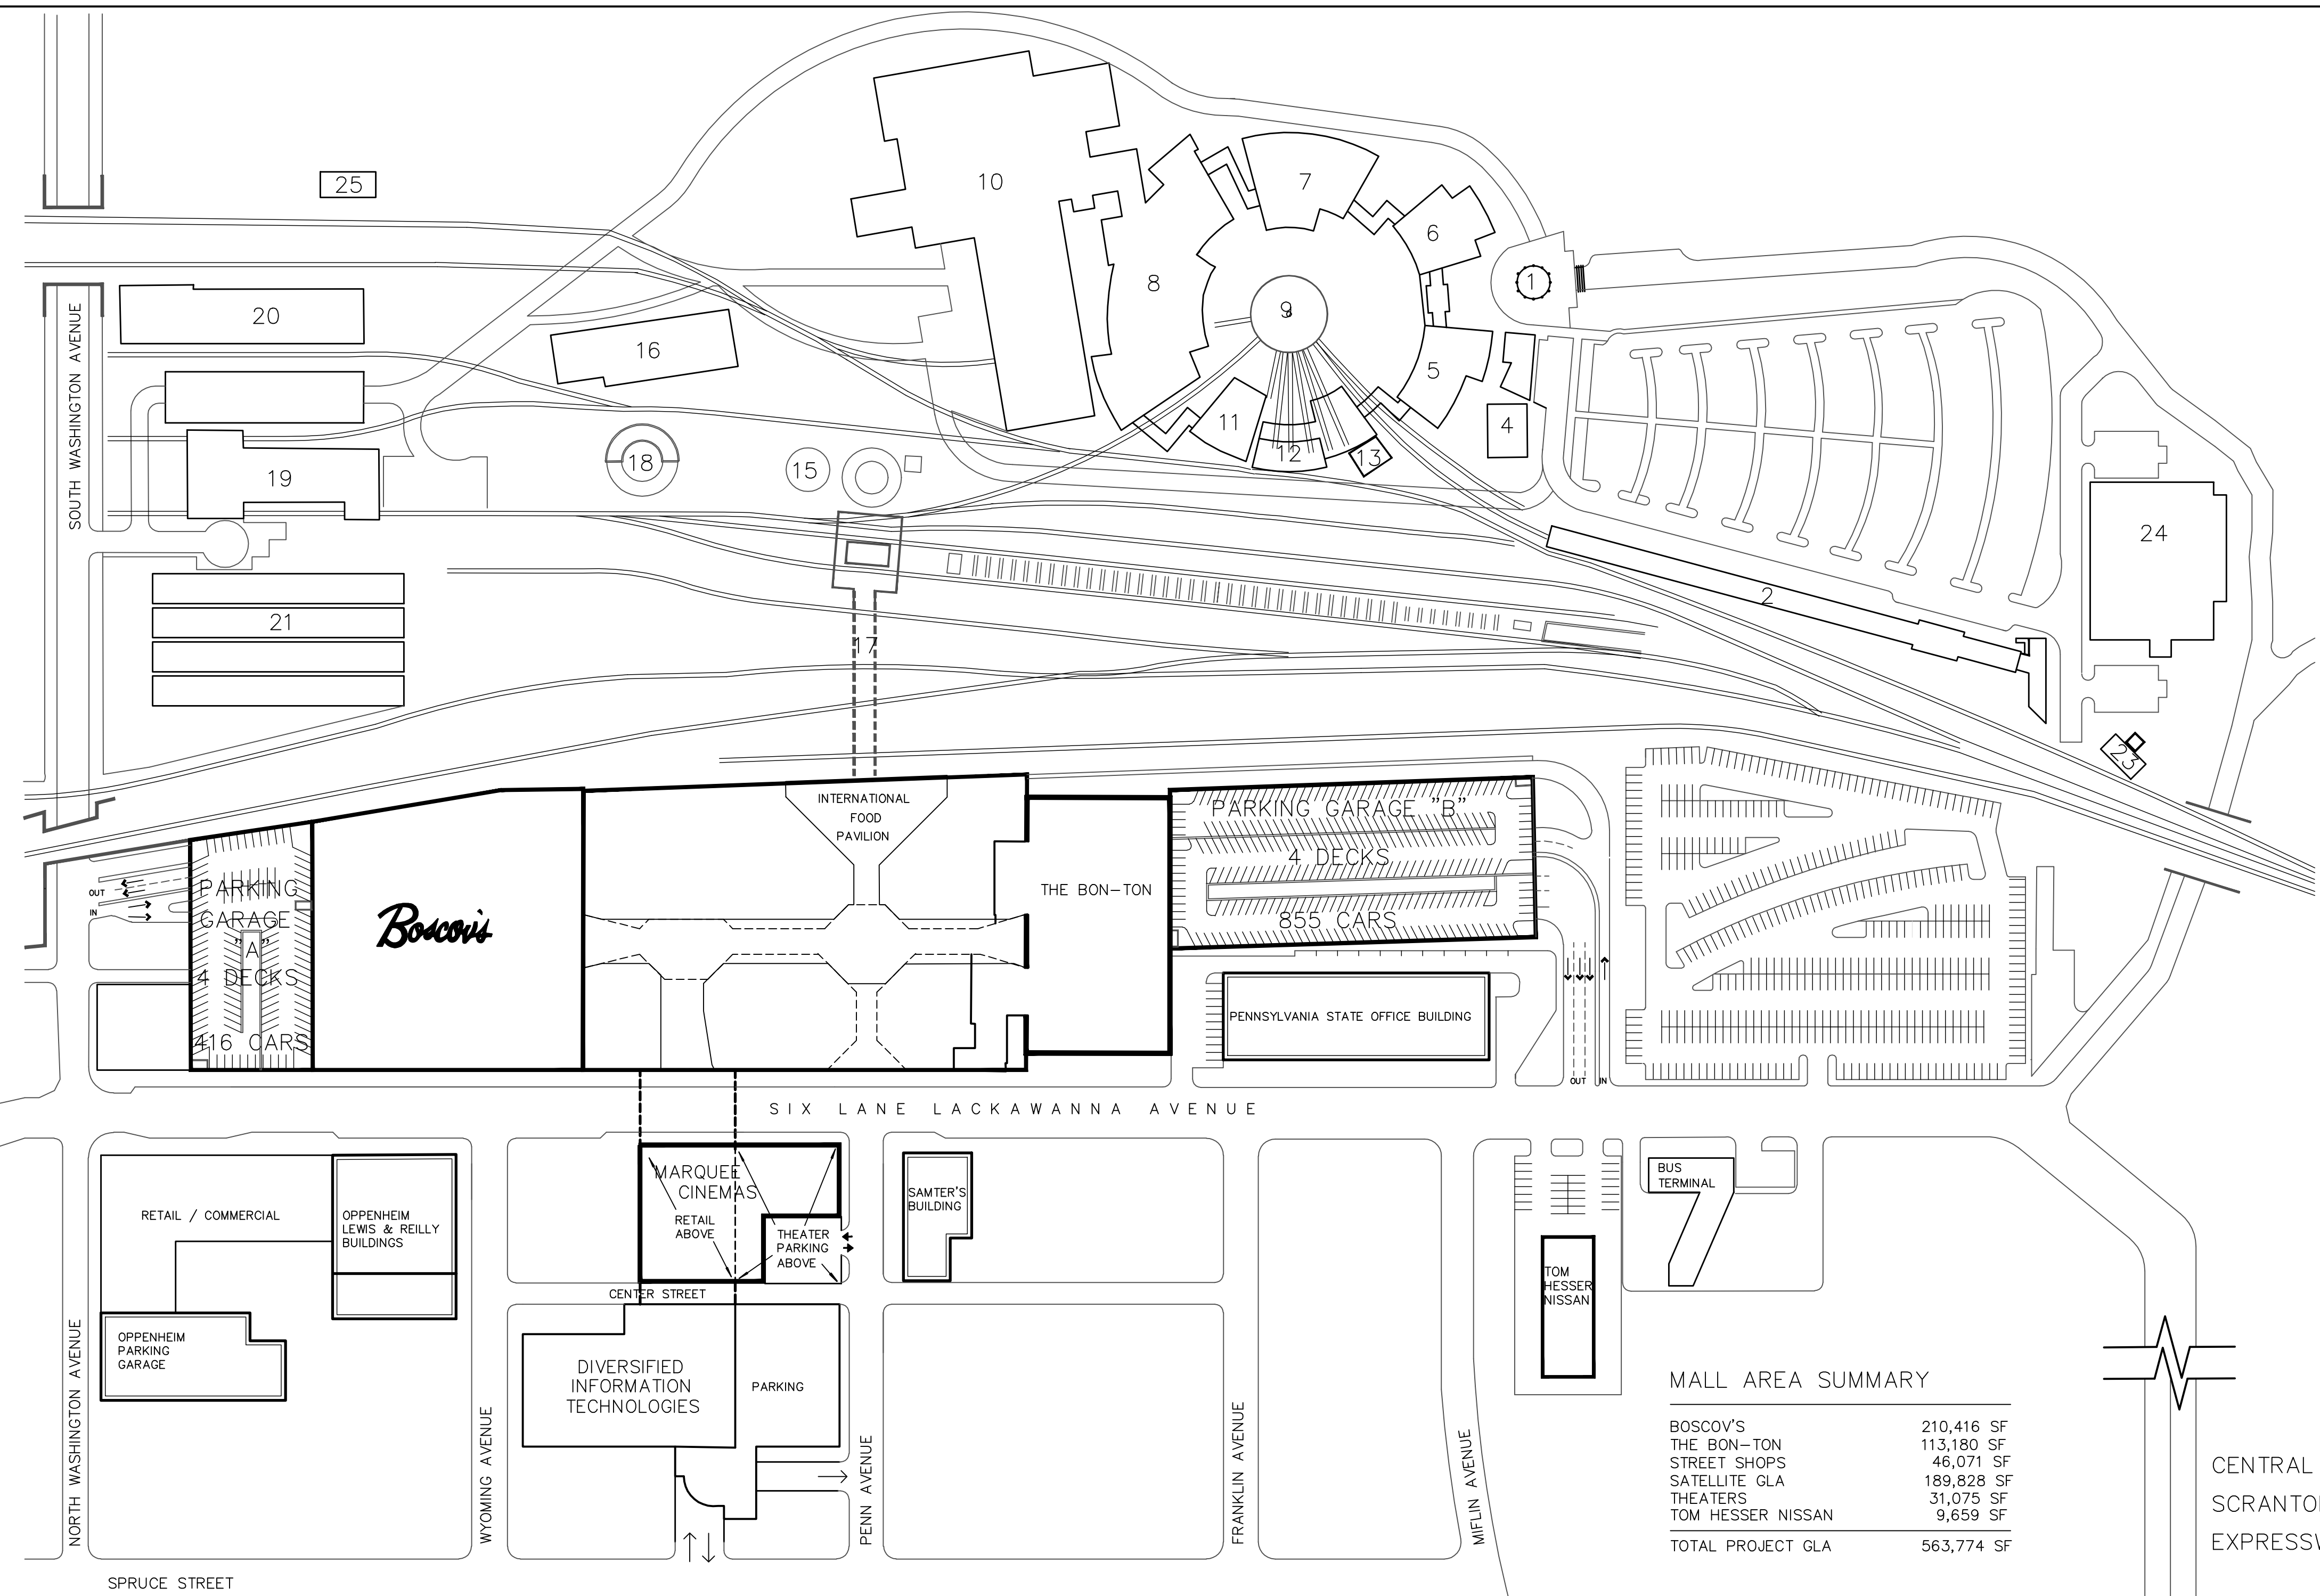 25
10
7
6
1
8
9
20
16
5
11
4
12
13
18
15
19
2
24
21
17
23
SOUTH WASHINGTON AVENUE
INTERNATIONAL
FOOD
PAVILION
PARKING GARAGE "B"
4 DECKS
855 CARS
THE BON-TON
OUT
IN
PARKING
GARAGE
"A"
4 DECKS
416 CARS
Boscov's
PENNSYLVANIA STATE OFFICE BUILDING
OUT IN
SIX LANE LACKAWANNA AVENUE
MARQUEE
CINEMAS
RETAIL
ABOVE
THEATER
PARKING
ABOVE
SAMTER'S
BUILDING
BUS
TERMINAL
RETAIL / COMMERCIAL
OPPENHEIM
LEWIS & REILLY
BUILDINGS
TOM
HESSER
NISSAN
CENTER STREET
OPPENHEIM
PARKING
GARAGE
DIVERSIFIED
INFORMATION
TECHNOLOGIES
PARKING
NORTH WASHINGTON AVENUE
WYOMING AVENUE
PENN AVENUE
FRANKLIN AVENUE
MIFLIN AVENUE
SPRUCE STREET
MALL AREA SUMMARY
BOSCOV'S 210,416 SF
THE BON-TON 113,180 SF
STREET SHOPS 46,071 SF
SATELLITE GLA 189,828 SF
THEATERS 31,075 SF
TOM HESSER NISSAN 9,659 SF
TOTAL PROJECT GLA 563,774 SF
CENTRAL
SCRANTO
EXPRESSW